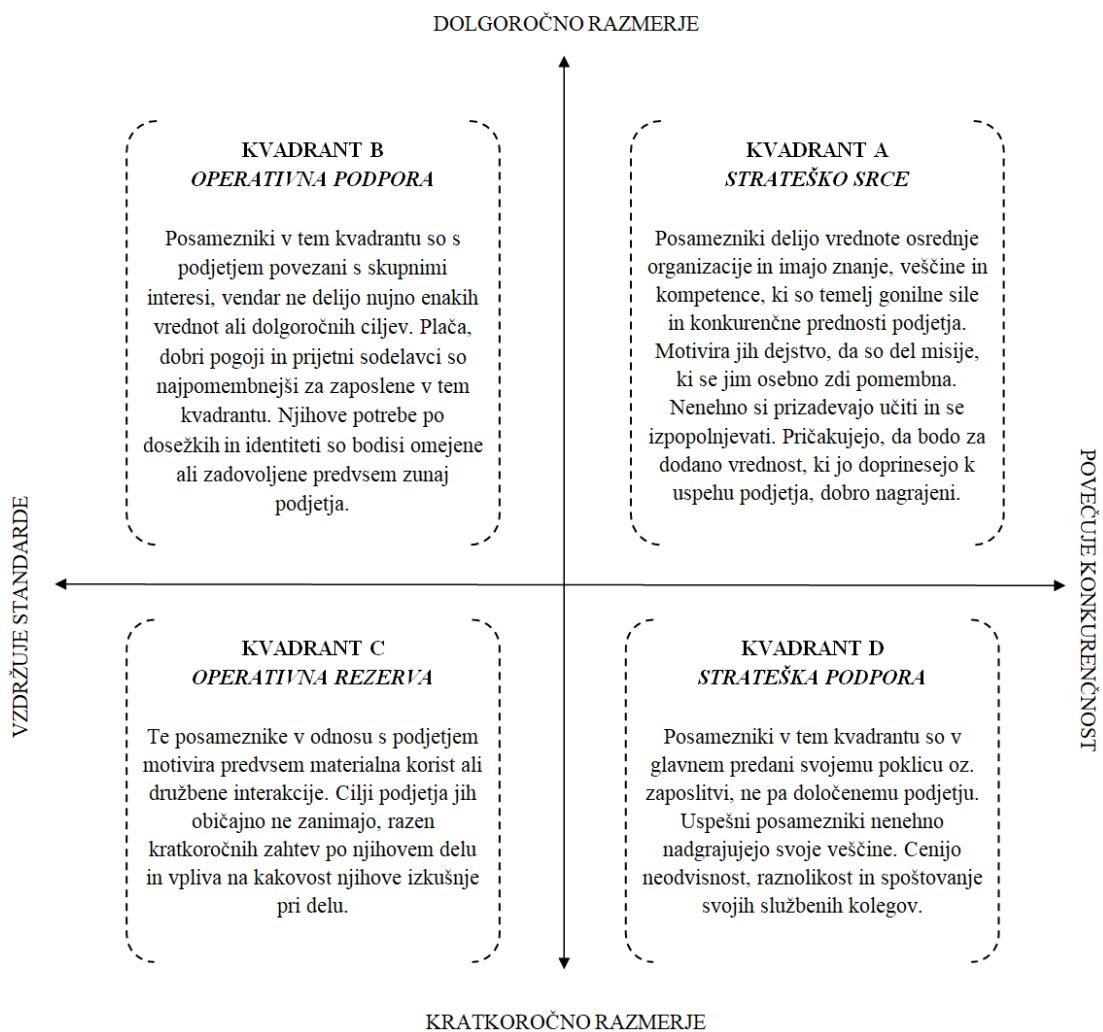 DOLGOROČNO RAZMERJE
KVADRANT B
OPERATIVNA PODPORA
Posamezniki v tem kvadrantu so s
podjetjem povezani s skupnimi
interesi, vendar ne delijo nujno enakih
vrednot ali dolgoročnih ciljev. Plača,
dobri pogoji in prijetni sodelavci so
najpomembnejši za zaposlene v tem
kvadrantu. Njihove potrebe po
dosežkih in identiteti so bodisi omejene
ali zadovoljene predvsem zunaj
podjetja.
KVADRANT A
STRATEŠKO SRCE
Posamezniki delijo vrednote osrednje
organizacije in imajo znanje, veščine in
kompetence, ki so temelj gonilne sile
in konkurenčne prednosti podjetja.
Motivira jih dejstvo, da so del misije,
ki se jim osebno zdi pomembna.
Nenehno si prizadevajo učiti in se
izpopolnjevati. Pričakujejo, da bodo za
dodano vrednost, ki jo doprinesejo k
uspehu podjetja, dobro nagrajeni.
VZDRŽUJE STANDARDE
POVEČUJE KONKURENČNOST
KVADRANT C
OPERATIVNA REZERVA
Te posameznike v odnosu s podjetjem
motivira predvsem materialna korist ali
družbene interakcije. Cilji podjetja jih
običajno ne zanimajo, razen
kratkoročnih zahtev po njihovem delu
in vpliva na kakovost njihove izkušnje
pri delu.
KVADRANT D
STRATEŠKA PODPORA
Posamezniki v tem kvadrantu so v
glavnem predani svojemu poklicu oz.
zaposlitvi, ne pa določenemu podjetju.
Uspešni posamezniki nenehno
nadgrajujejo svoje veščine. Cenijo
neodvisnost, raznolikost in spoštovanje
svojih službenih kolegov.
KRATKOROČNO RAZMERJE